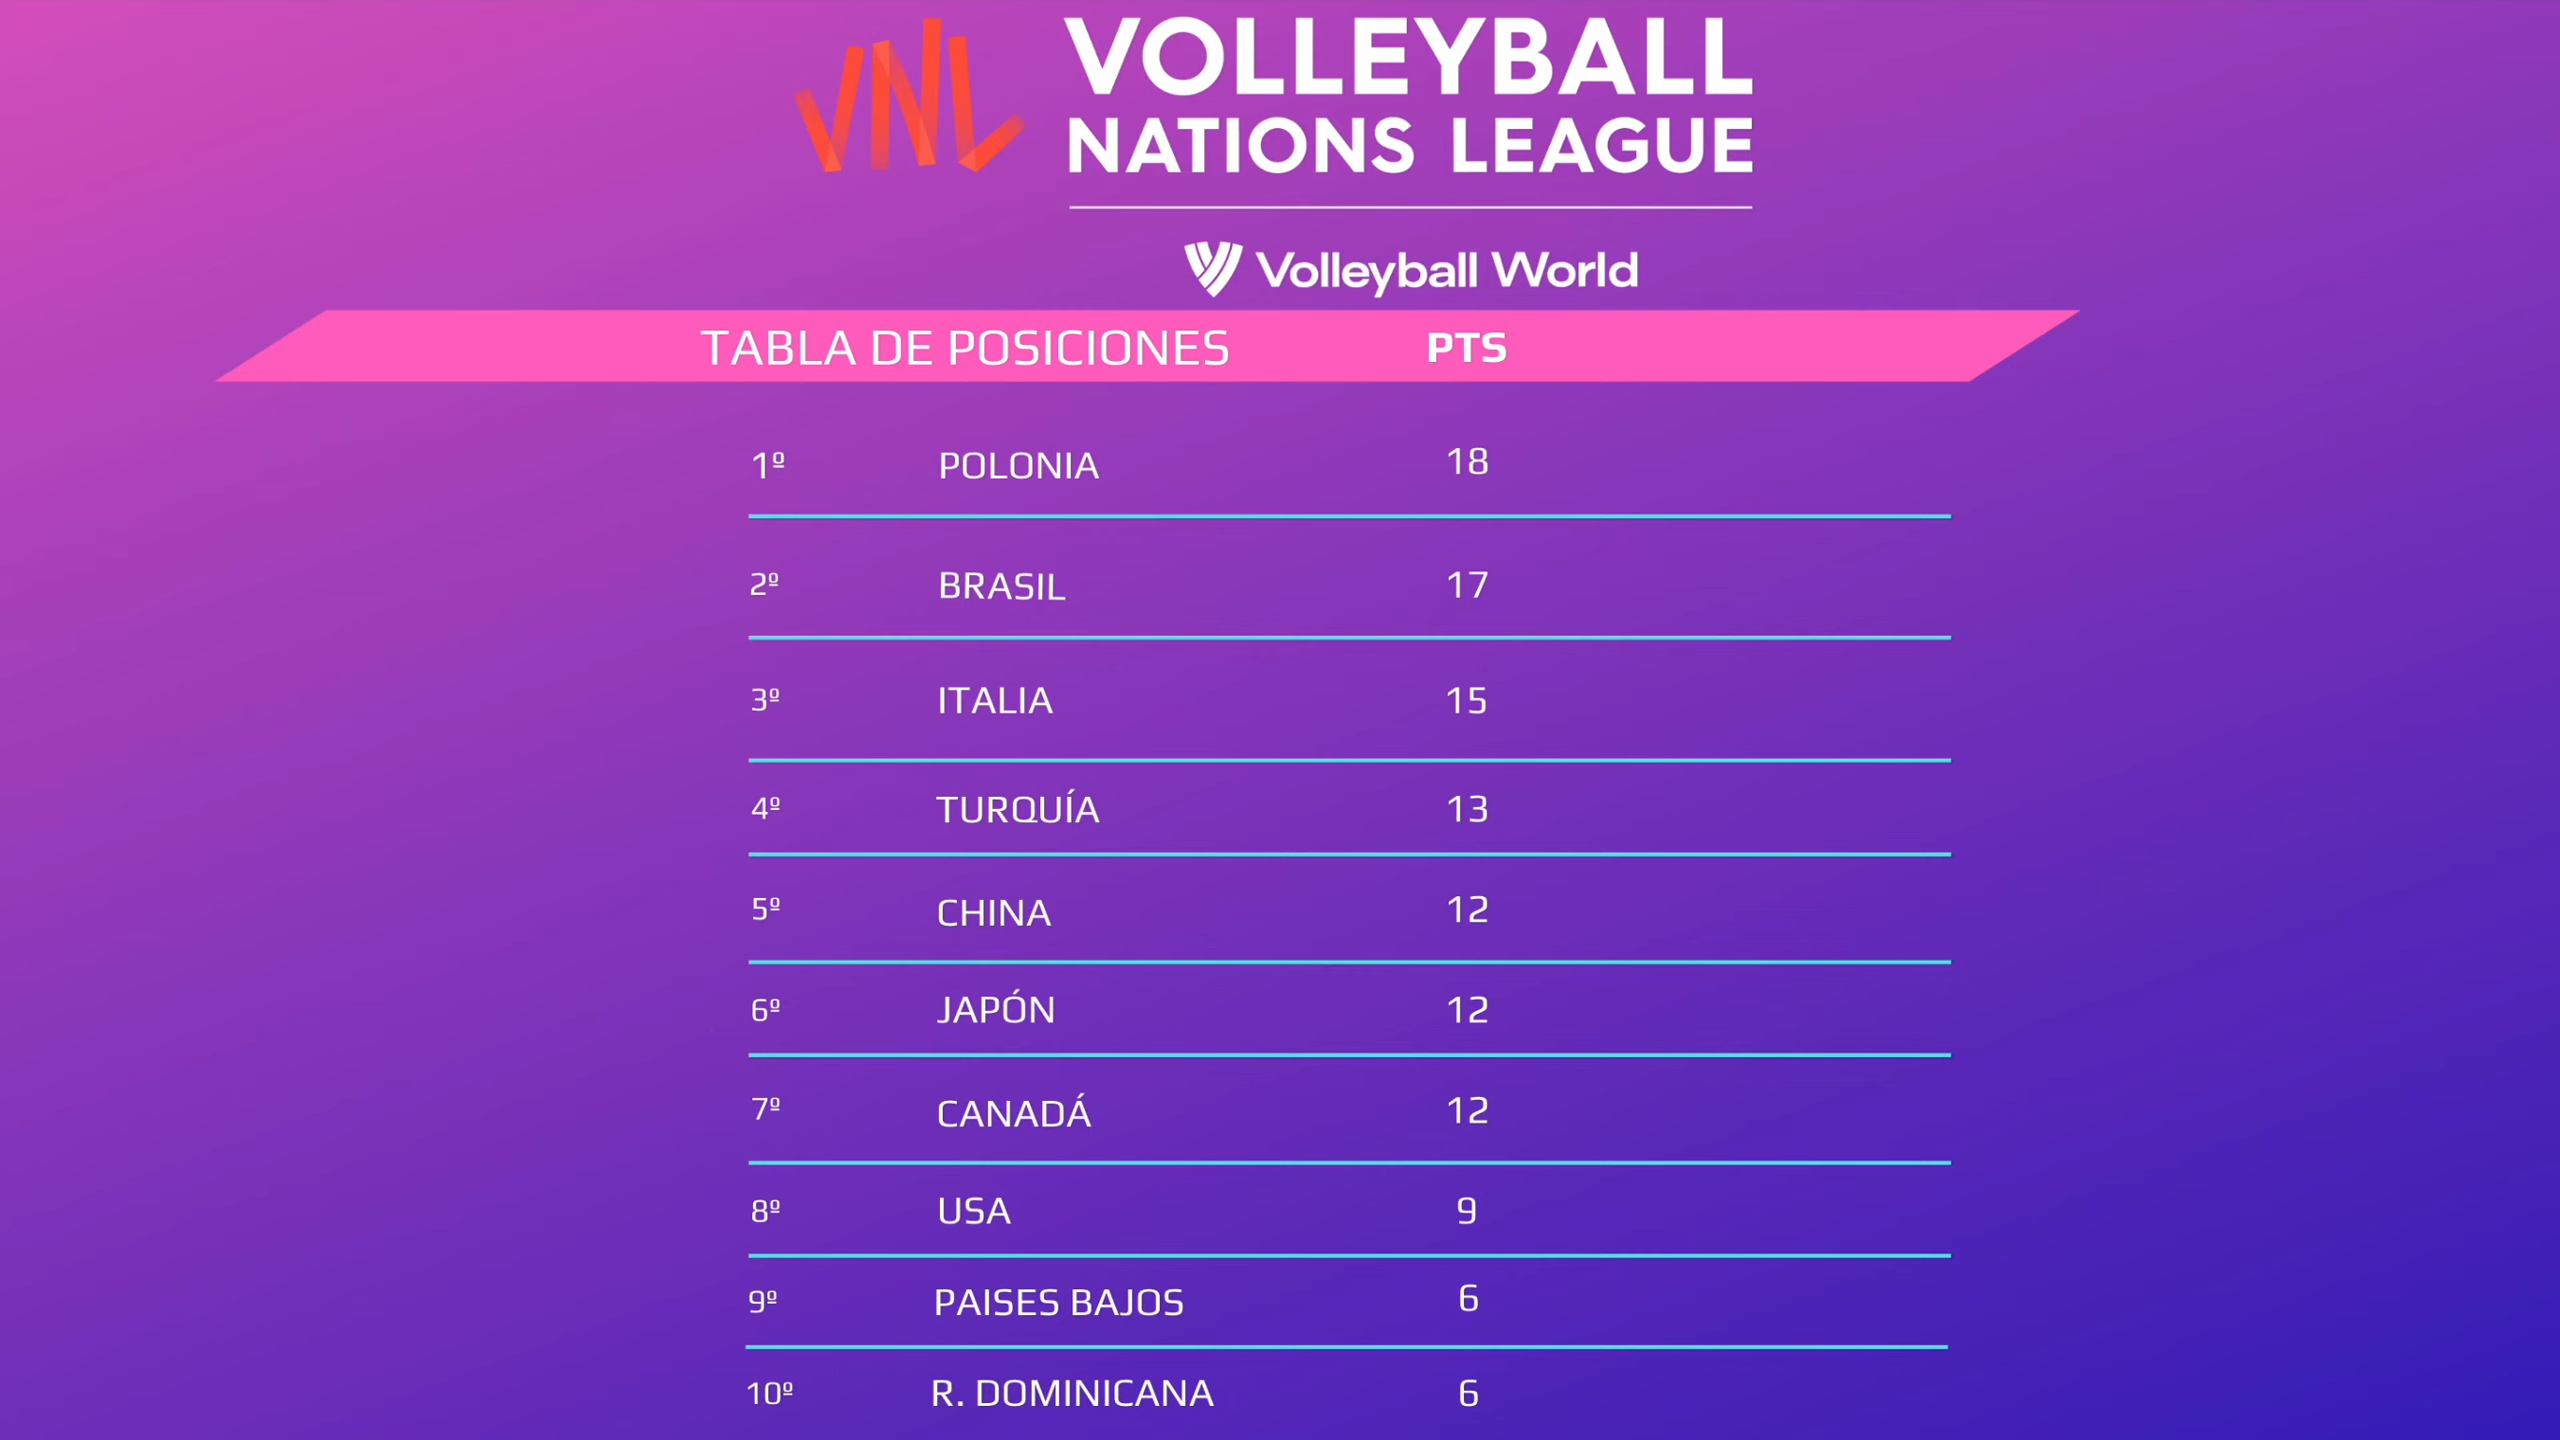 VNL
VOLLEYBALL
NATIONS LEAGUE
Volleyball World
TABLA DE POSICIONES PTS
1º POLONIA 18
2º BRASIL 17
3º ITALIA 15
4º TURQUÍA 13
5º CHINA 12
6º JAPÓN 12
7º CANADÁ 12
8º USA 9
9º PAISES BAJOS 6
10º R. DOMINICANA 6